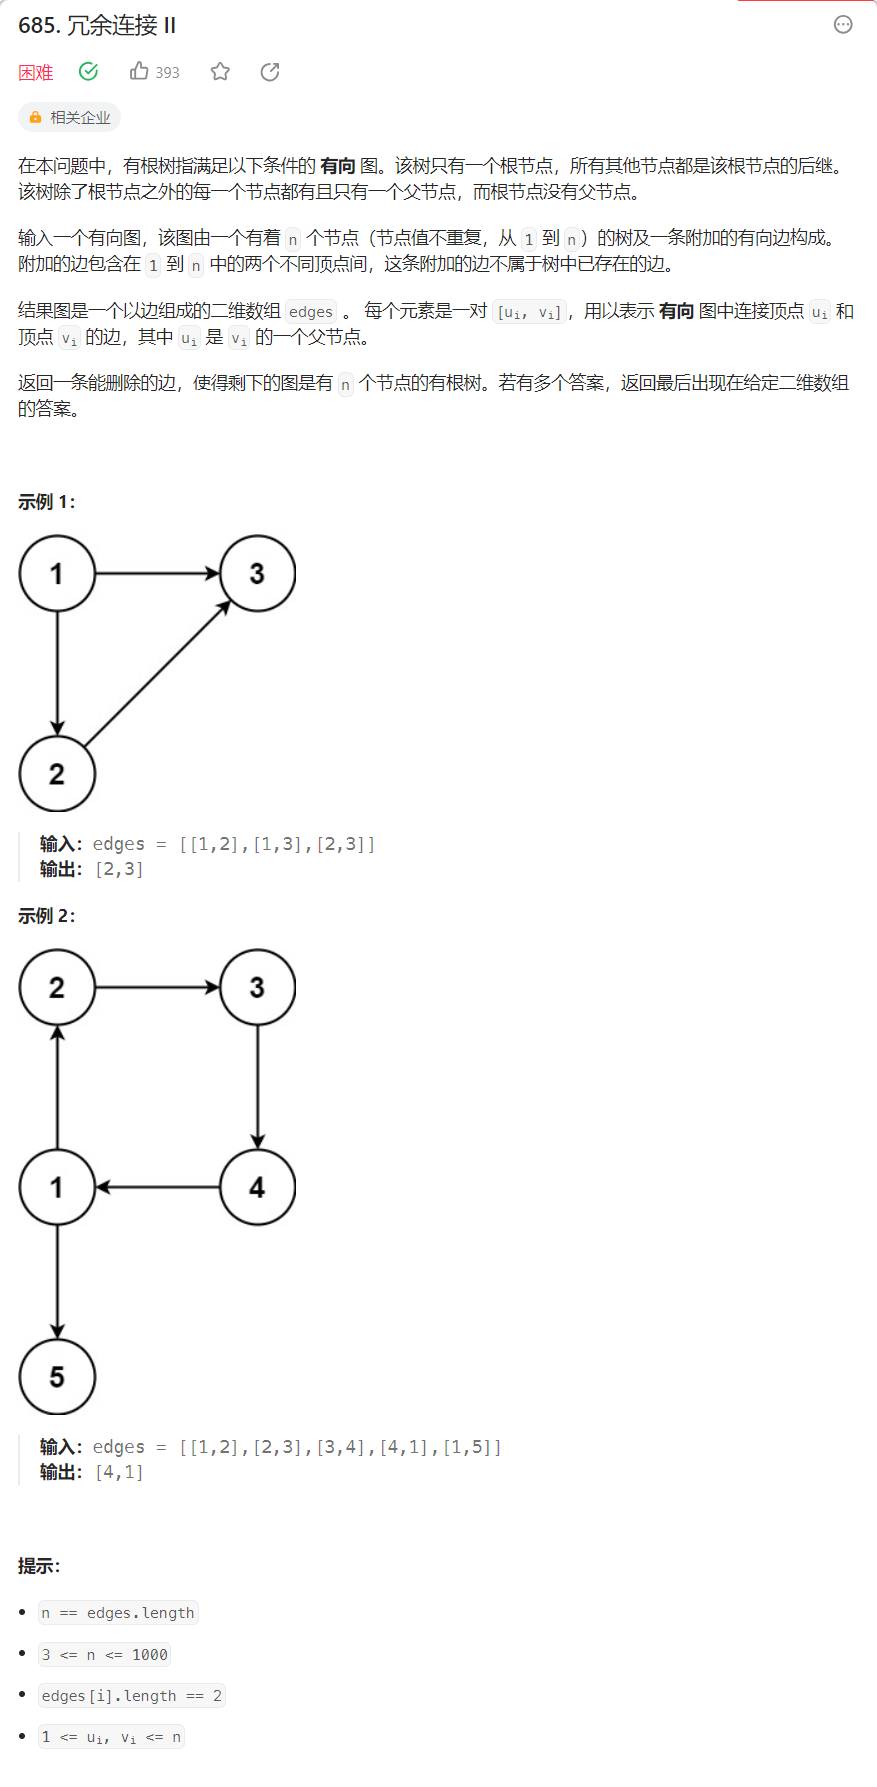 685. 冗余连接 II
困难 393
相关企业
在本问题中，有根树指满足以下条件的 有向 图。该树只有一个根节点，所有其他节点都是该根节点的后继。
该树除了根节点之外的每一个节点都有且只有一个父节点，而根节点没有父节点。
输入一个有向图，该图由一个有着 n 个节点（节点值不重复，从 1 到 n）的树及一条附加的有向边构成。
附加的边包含在 1 到 n 中的两个不同顶点间，这条附加的边不属于树中已存在的边。
结果图是一个以边组成的二维数组 edges 。 每个元素是一对 [ui, vi]，用以表示 有向 图中连接顶点 ui 和
顶点 vi 的边，其中 ui 是 vi 的一个父节点。
返回一条能删除的边，使得剩下的图是有 n 个节点的有根树。若有多个答案，返回最后出现在给定二维数组
的答案。
示例 1：
1 3
2
输入：edges = [[1,2],[1,3],[2,3]]
输出：[2,3]
示例 2：
2 3
1 4
5
输入：edges = [[1,2],[2,3],[3,4],[4,1],[1,5]]
输出：[4,1]
提示：
• n == edges.length
• 3 <= n <= 1000
• edges[i].length == 2
• 1 <= ui, vi <= n